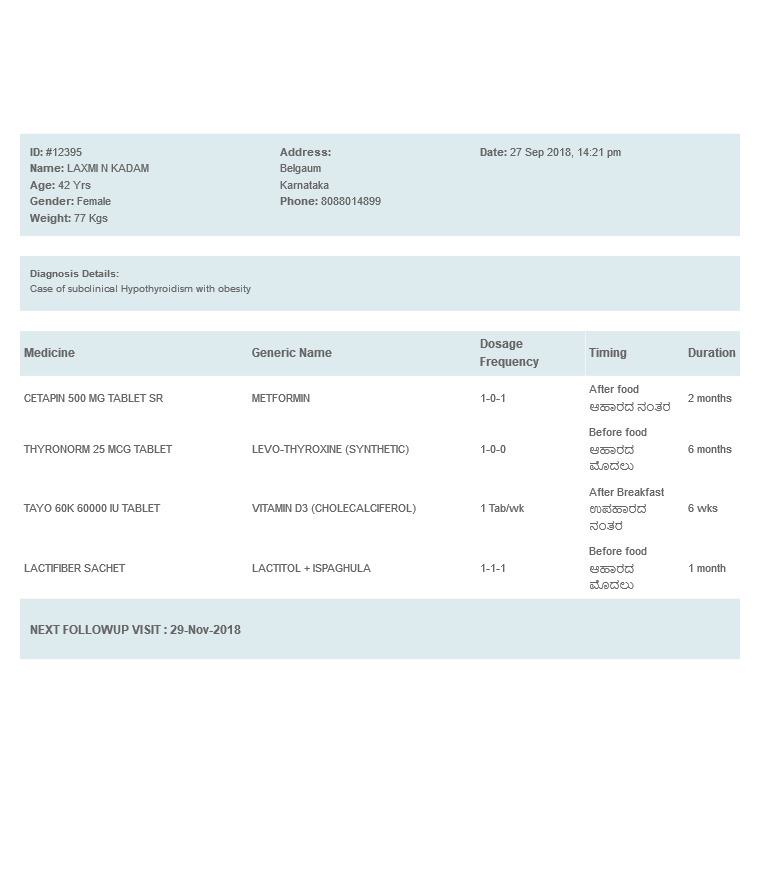 ID: #12395
Name: LAXMI N KADAM
Age: 42 Yrs
Gender: Female
Weight: 77 Kgs
Address:
Belgaum
Karnataka
Phone: 8088014899
Date: 27 Sep 2018, 14:21 pm
Diagnosis Details:
Case of subclinical Hypothyroidism with obesity
Medicine Generic Name Dosage Frequency Timing Duration
CETAPIN 500 MG TABLET SR METFORMIN 1-0-1 After food 2 months
ಆಹಾರದ ನಂತರ
THYRONORM 25 MCG TABLET LEVO-THYROXINE (SYNTHETIC) 1-0-0 Before food 6 months
ಆಹಾರದ
ಮೊದಲು
TAYO 60K 60000 IU TABLET VITAMIN D3 (CHOLECALCIFEROL) 1 Tab/wk After Breakfast 6 wks
ಉಪಹಾರದ
ನಂತರ
LACTIFIBER SACHET LACTITOL + ISPAGHULA 1-1-1 Before food 1 month
ಆಹಾರದ
ಮೊದಲು
NEXT FOLLOWUP VISIT : 29-Nov-2018